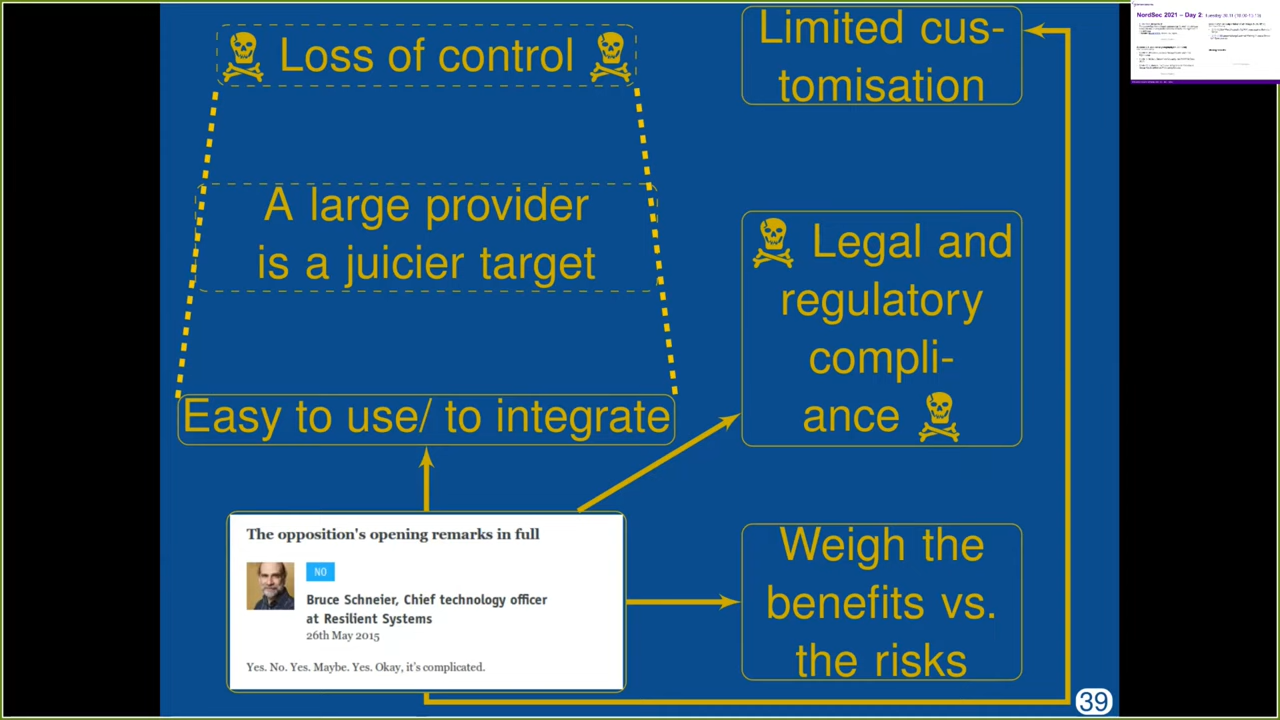 Loss of control
A large provider
is a juicier target
Easy to use/ to integrate
The opposition's opening remarks in full
NO
Bruce Schneier, Chief technology officer
at Resilient Systems
26th May 2015
Yes. No. Yes. Maybe. Yes. Okay, it's complicated.
Limited cus-
tomisation
Legal and
regulatory
compli-
ance
Weigh the
benefits vs.
the risks
39
NordSec 2021 – Day 2: